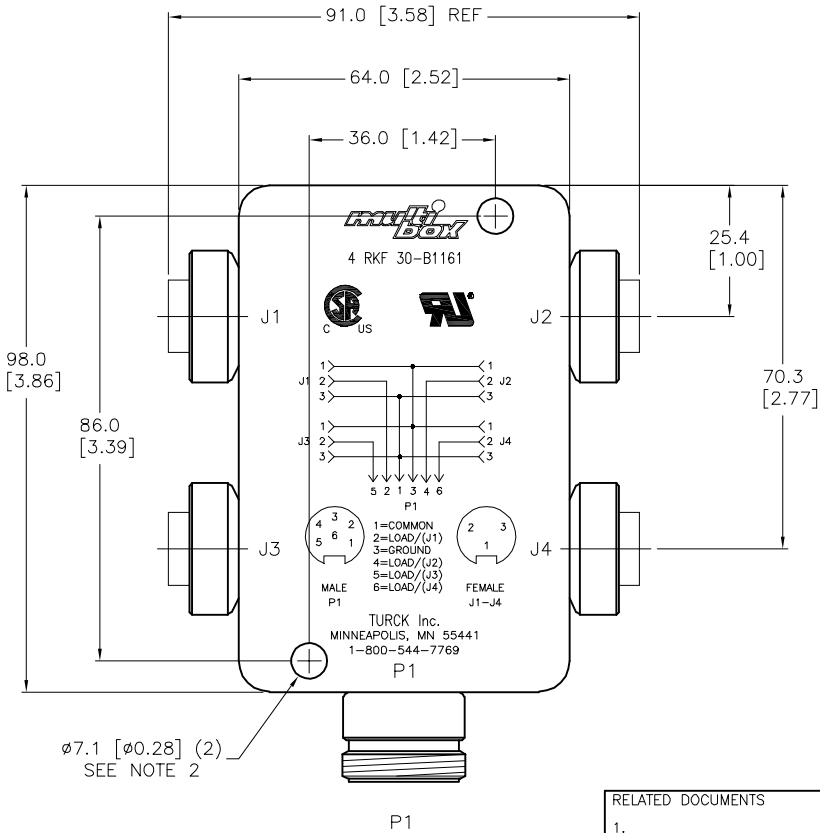 91.0 [3.58] REF
64.0 [2.52]
36.0 [1.42]
multi
box
4 RKF 30-B1161
25.4
[1.00]
C US
J1
J2
98.0
[3.86]
86.0
[3.39]
70.3
[2.77]
1 1
J1 2 2 J2
3 3
1 1
J3 2 2 J4
3 3
5 2 1 3 4 6
P1
1=COMMON
2=LOAD/(J1)
3=GROUND
4=LOAD/(J2)
5=LOAD/(J3)
6=LOAD/(J4)
J3
J4
3
4 2
5 6 1
MALE
P1
2 3
1
FEMALE
J1-J4
TURCK Inc.
MINNEAPOLIS, MN 55441
1-800-544-7769
P1
ø7.1 [ø0.28] (2)
SEE NOTE 2
P1
RELATED DOCUMENTS
1.